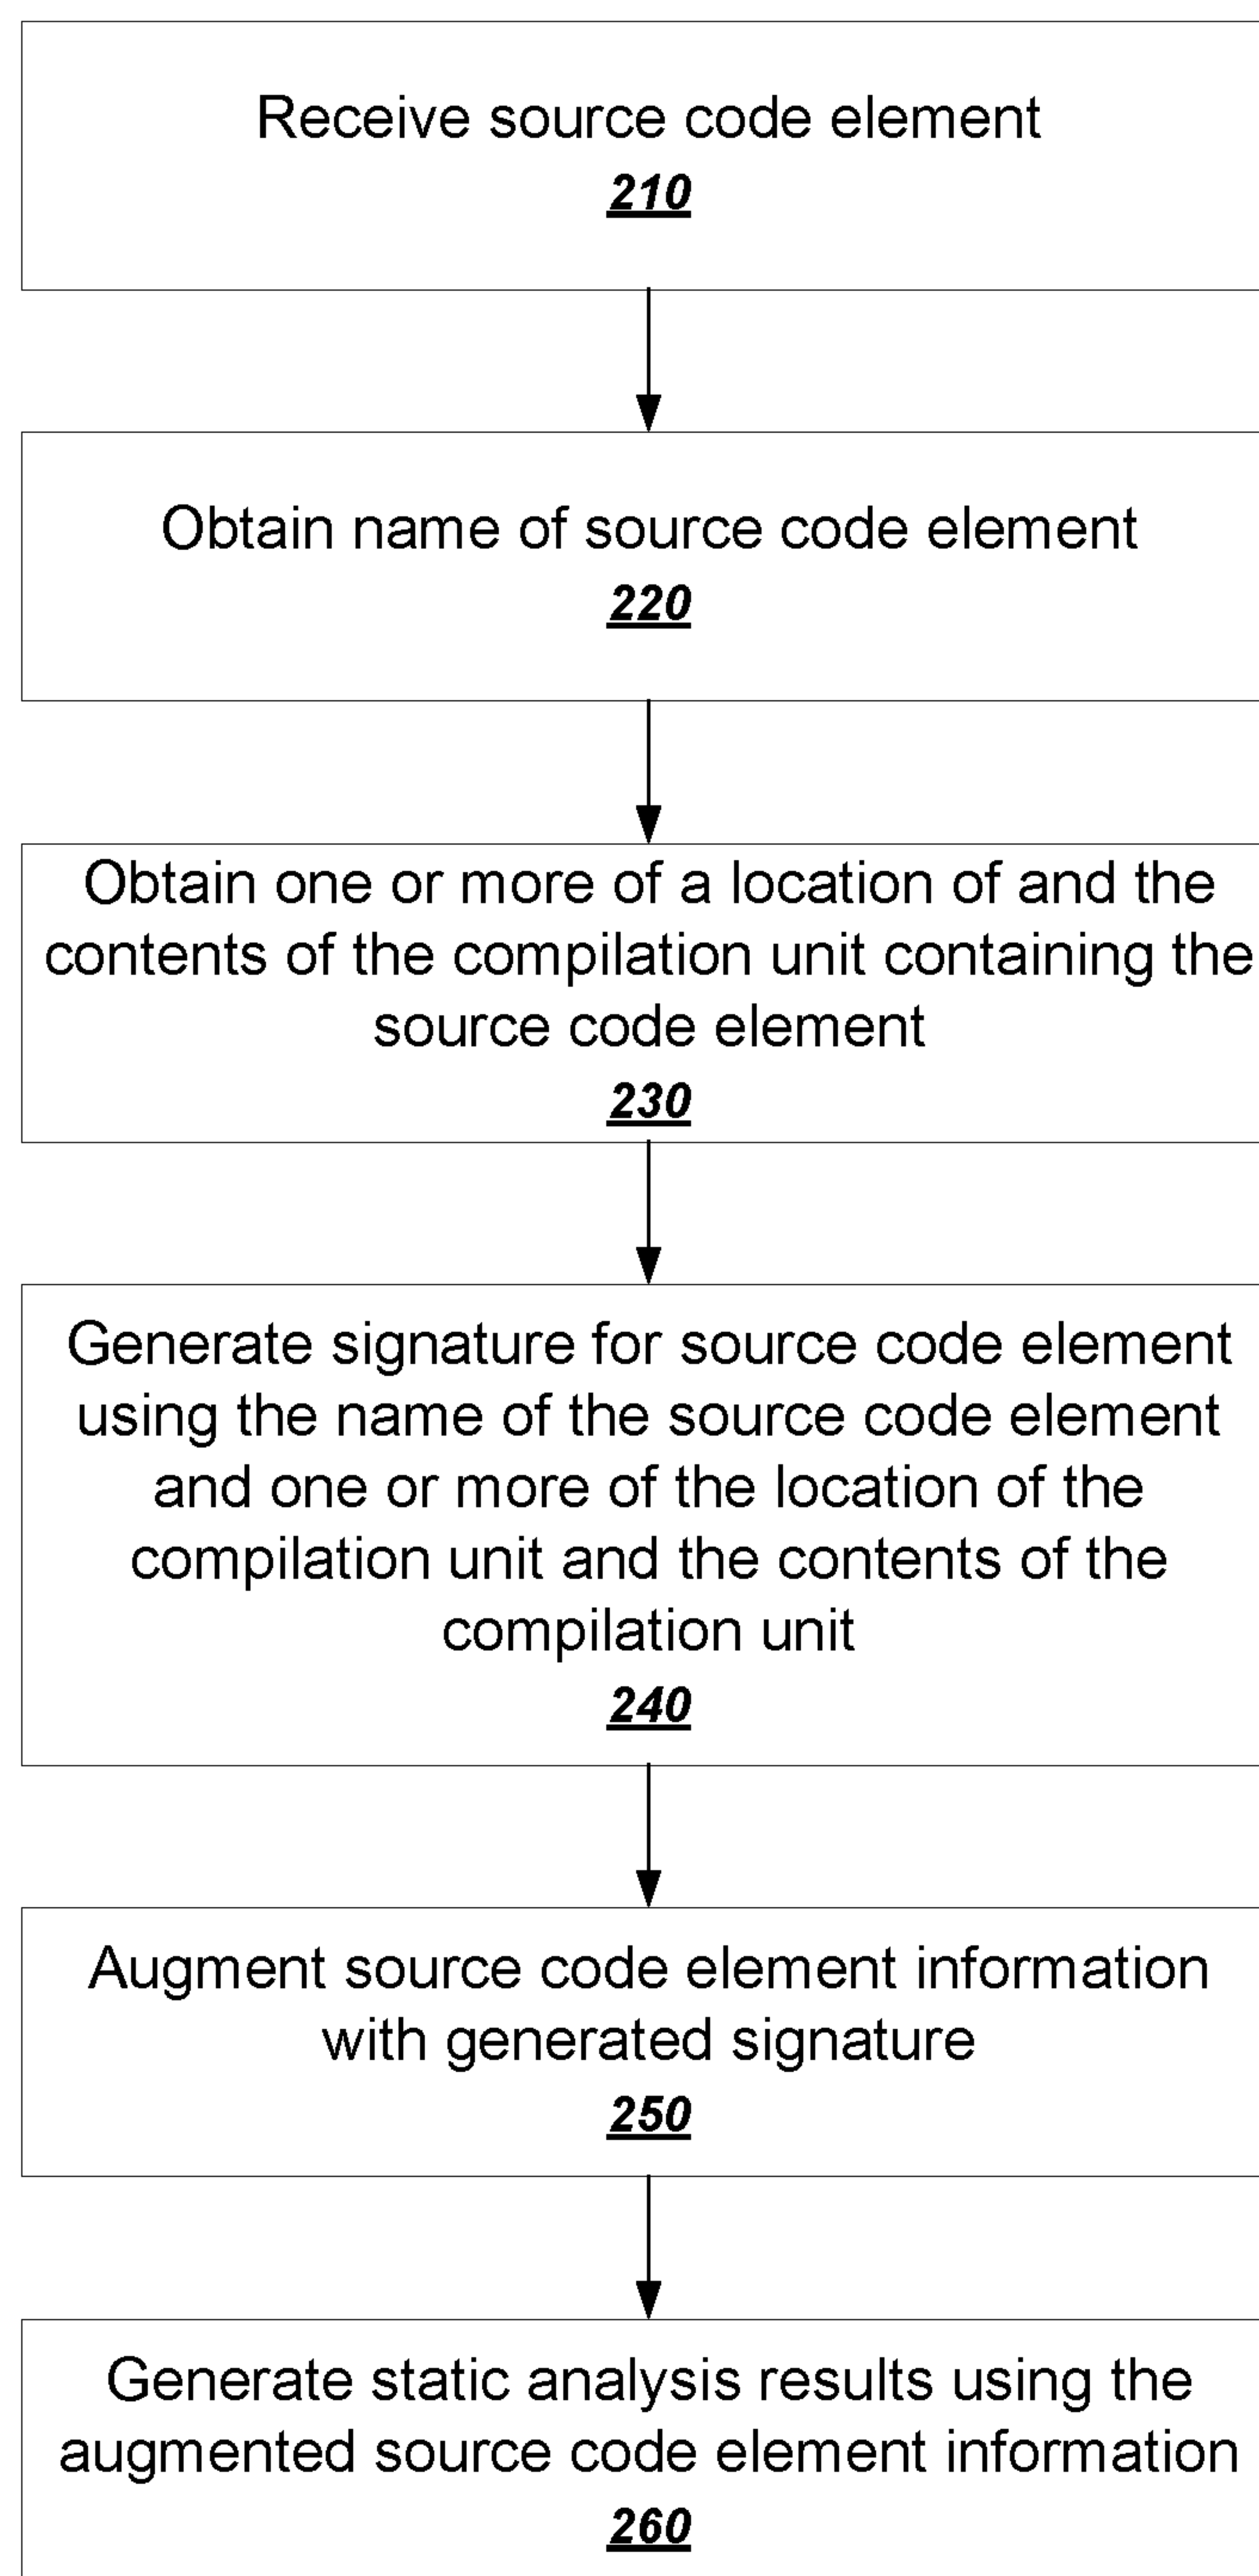 Receive source code element
210
Obtain name of source code element
220
Obtain one or more of a location of and the
contents of the compilation unit containing the
source code element
230
Generate signature for source code element
using the name of the source code element
and one or more of the location of the
compilation unit and the contents of the
compilation unit
240
Augment source code element information
with generated signature
250
Generate static analysis results using the
augmented source code element information
260